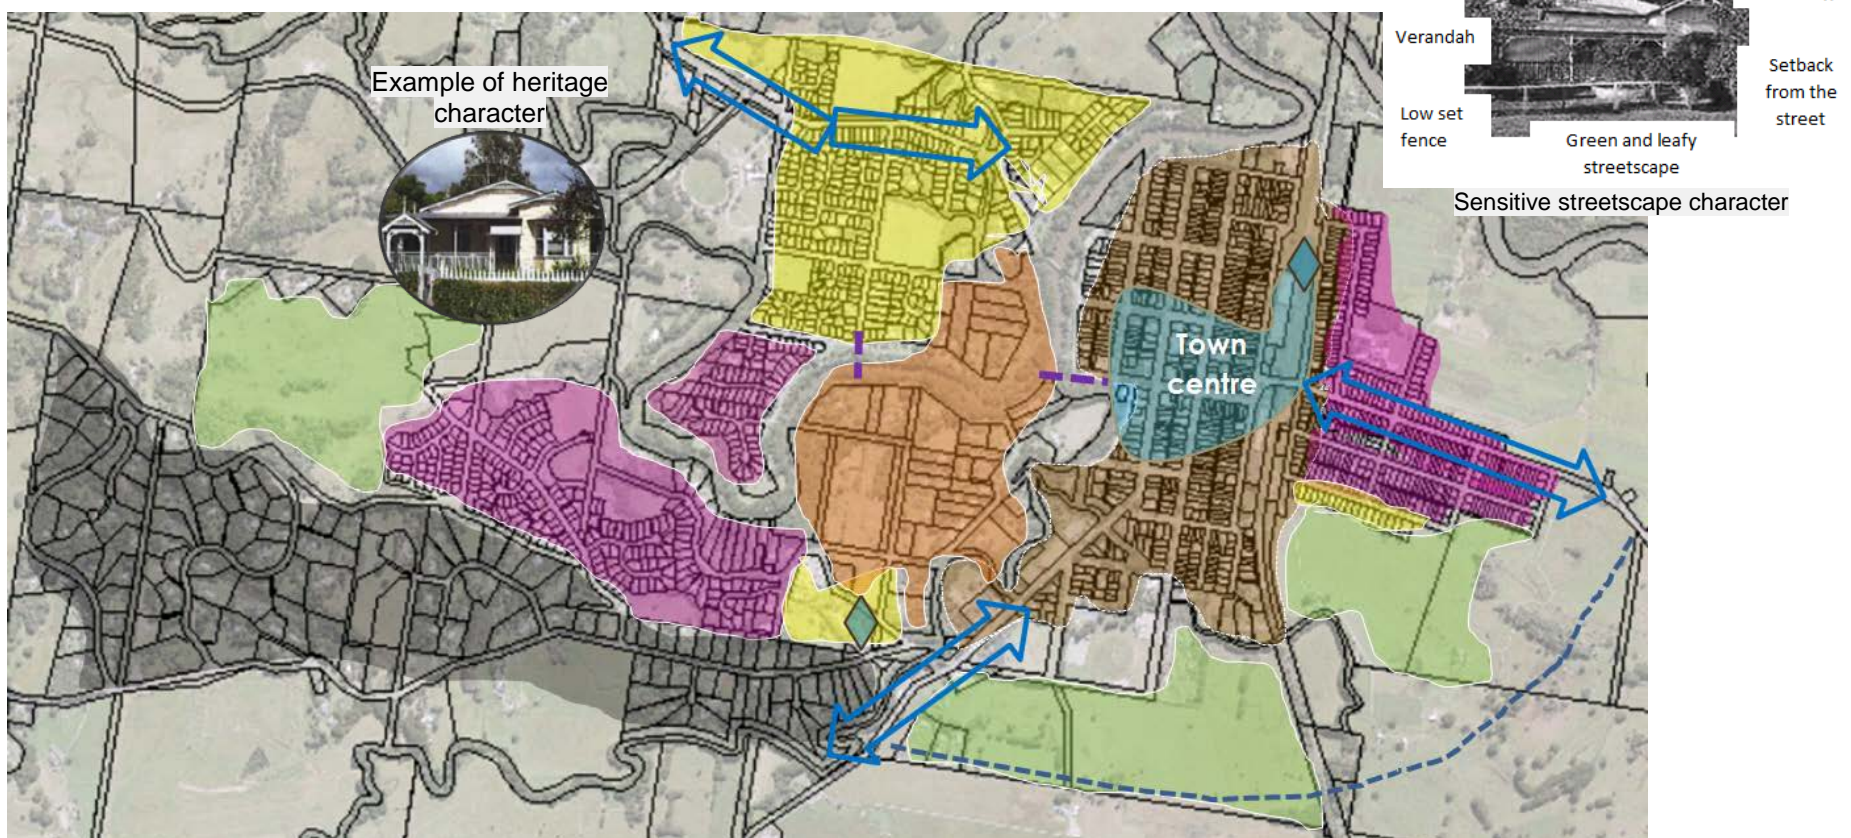 Example of heritage
character
Town
centre
Verandah
Low set
fence
Green and leafy
streetscape
Setback
from the
street
Sensitive streetscape character